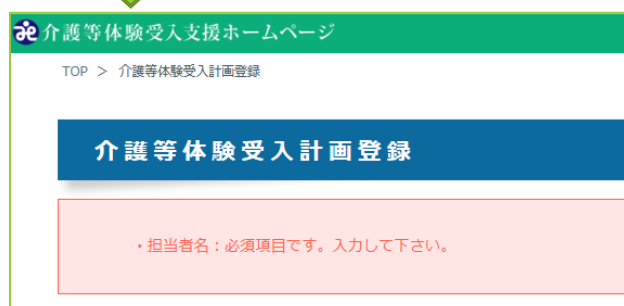 介護等体験受入支援ホームページ
TOP ＞ 介護等体験受入計画登録
介護等体験受入計画登録
・担当者名：必須項目です。入力して下さい。